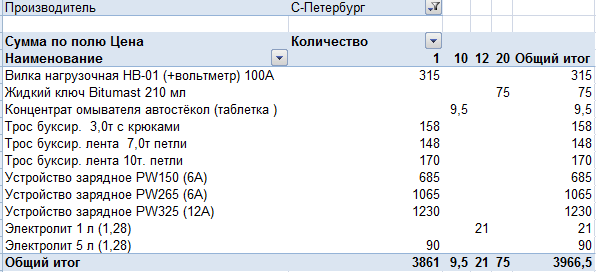 Производитель С-Петербург
Сумма по полю Цена Количество
Наименование 1 10 12 20 Общий итог
Вилка нагрузочная НВ-01 (+вольтметр) 100А 315 315
Жидкий ключ Bitumast 210 мл 75 75
Концентрат омывателя автостёкол (таблетка ) 9,5 9,5
Трос буксир. 3,0т с крюками 158 158
Трос буксир. лента 7,0т петли 148 148
Трос буксир. лента 10т. петли 170 170
Устройство зарядное PW150 (6А) 685 685
Устройство зарядное PW265 (6А) 1065 1065
Устройство зарядное PW325 (12А) 1230 1230
Электролит 1 л (1,28) 21 21
Электролит 5 л (1,28) 90 90
Общий итог 3861 9,5 21 75 3966,5